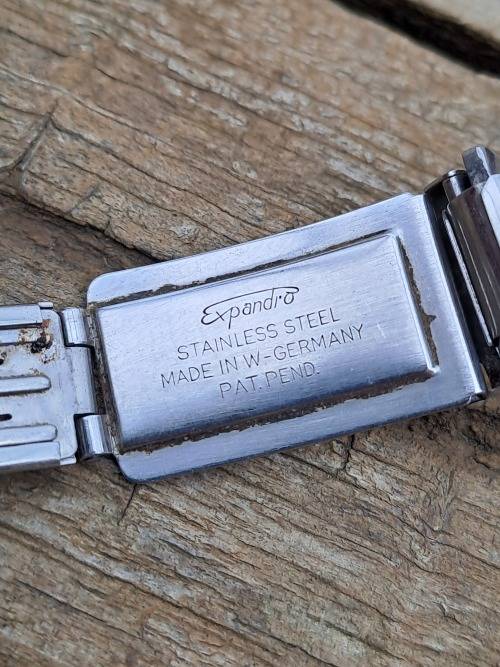 Expandro
STAINLESS STEEL
MADE IN W-GERMANY
PAT. PEND.